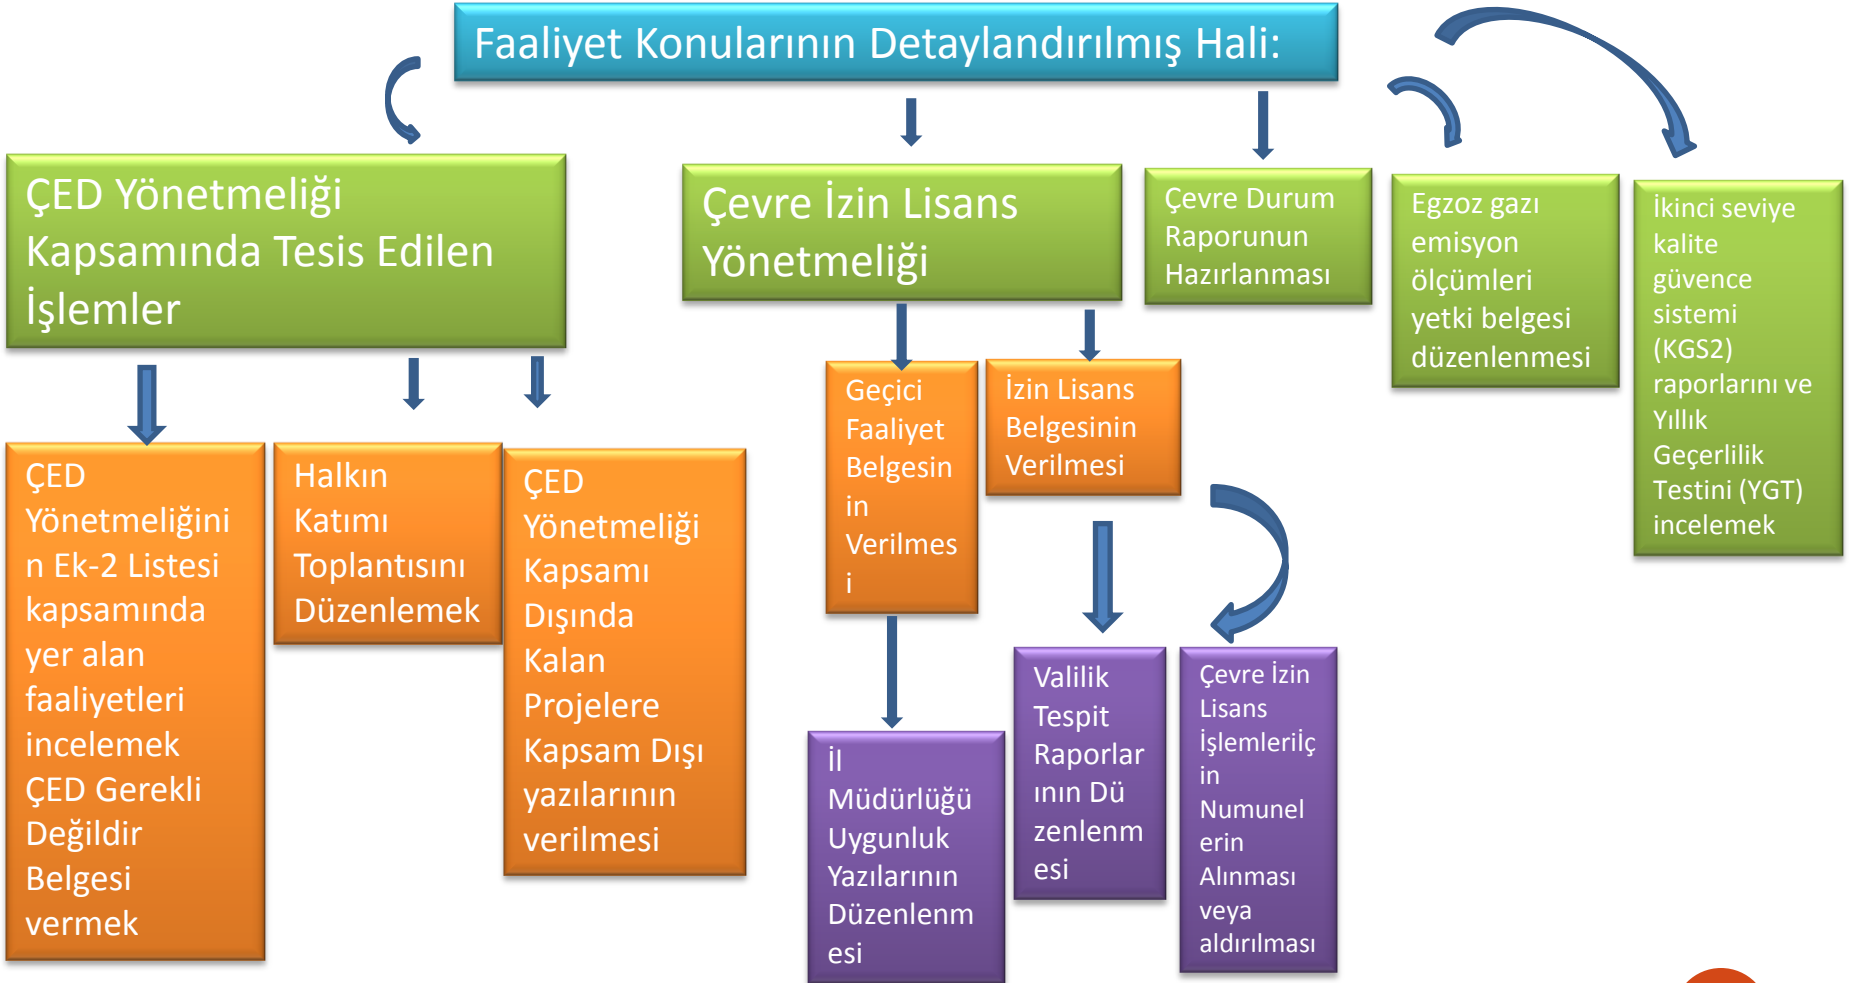 Faaliyet Konularının Detaylandırılmış Hali:
ÇED Yönetmeliği
Kapsamında Tesis Edilen
İşlemler
Çevre İzin Lisans
Yönetmeliği
Çevre Durum
Raporunun
Hazırlanması
Egzoz gazı
emisyon
ölçümleri
yetki belgesi
düzenlenmesi
İkinci seviye
kalite
güvence
sistemi
(KGS2)
raporlarını ve
Yıllık
Geçerlilik
Testini (YGT)
incelemek
ÇED
Yönetmeliğini
n Ek-2 Listesi
kapsamında
yer alan
faaliyetleri
incelemek
ÇED Gerekli
Değildir
Belgesi
vermek
Halkın
Katımı
Toplantısını
Düzenlemek
ÇED
Yönetmeliği
Kapsamı
Dışında
Kalan
Projelere
Kapsam Dışı
yazılarının
verilmesi
Geçici
Faaliyet
Belgesin
in
Verilmes
i
İzin Lisans
Belgesinin
Verilmesi
İl
Müdürlüğü
Uygunluk
Yazılarının
Düzenlenm
esi
Valilik
Tespit
Raporlar
ının Dü
zenlenm
esi
Çevre İzin
Lisans
İşlemleriİç
in
Numunel
erin
Alınması
veya
aldırılması